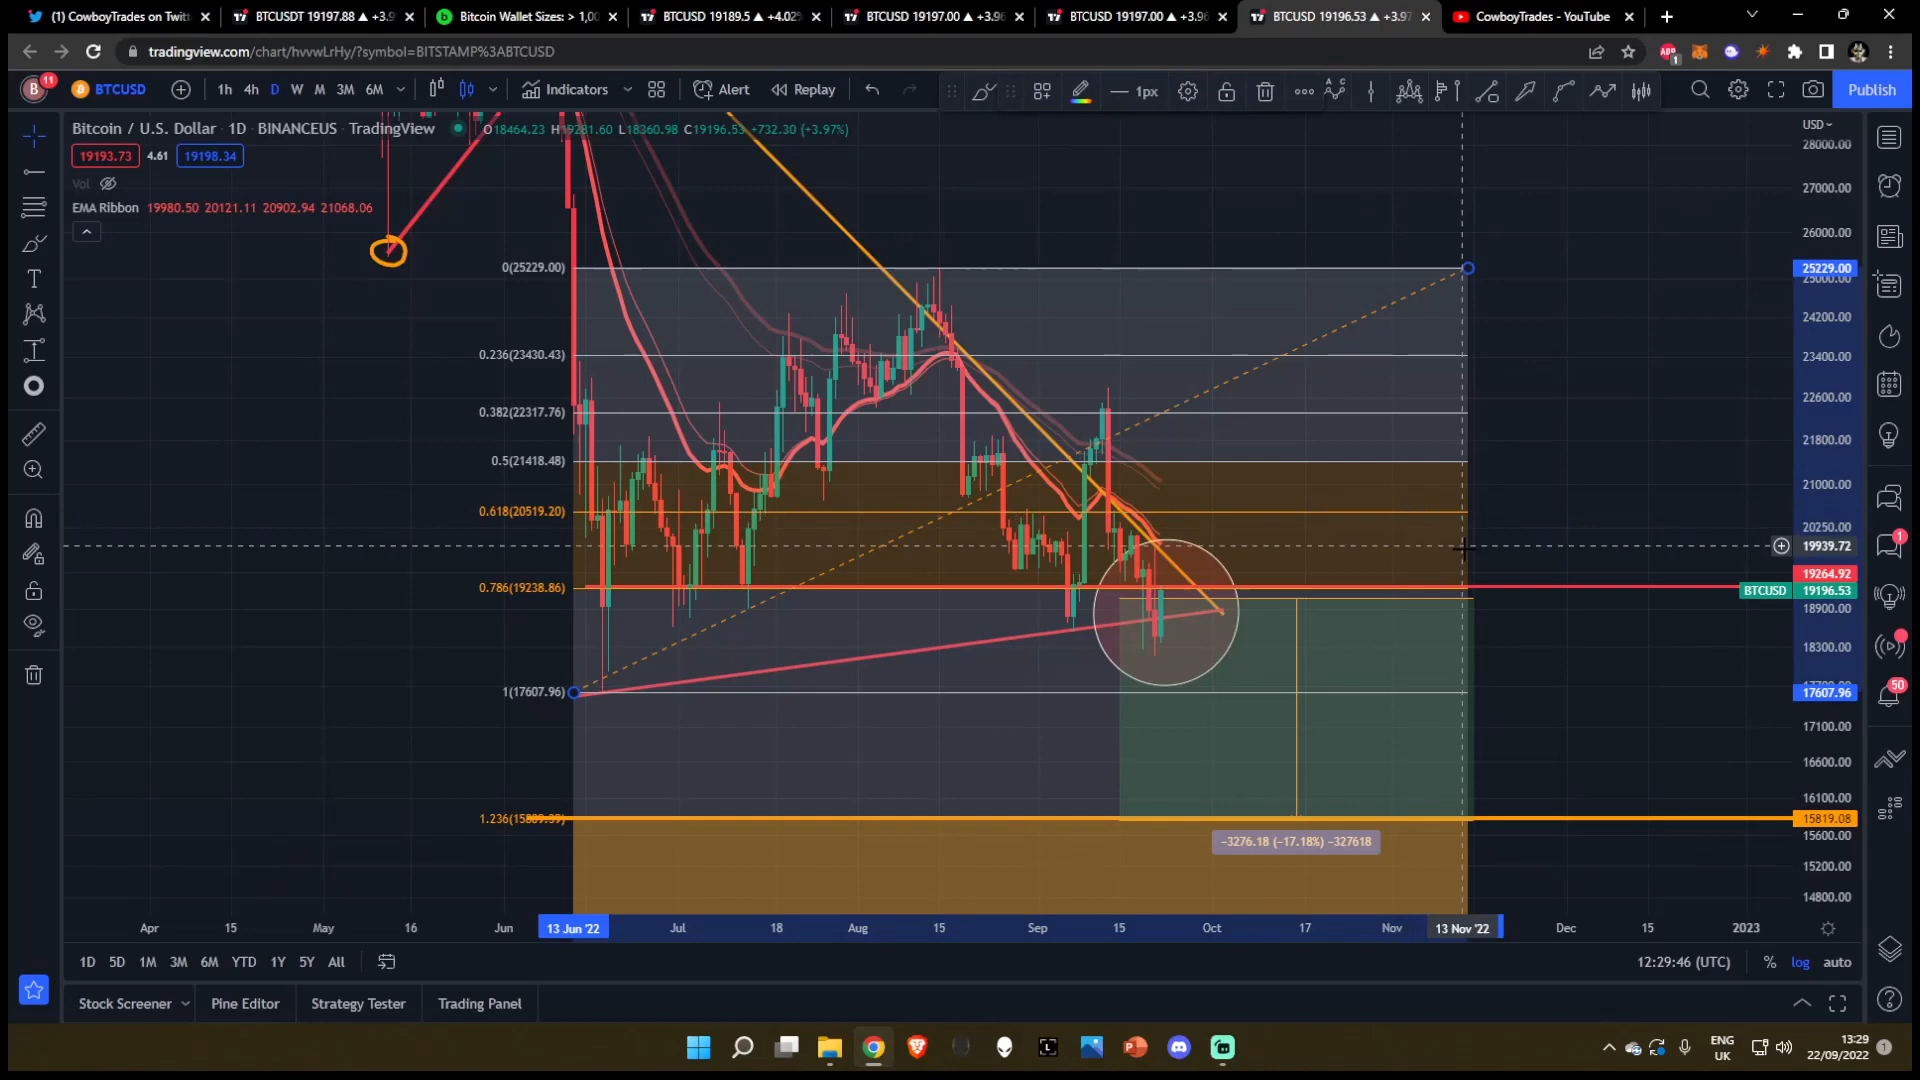 (1) CowboyTrades on Twitt
BTCUSDT 19197.88 ▲ +3.9
Bitcoin Wallet Sizes: > 1,00
BTCUSD 19189.5 ▲ +4.02%
BTCUSD 19197.00 ▲ +3.96
BTCUSD 19197.00 ▲ +3.96
BTCUSD 19196.53 ▲ +3.97
CowboyTrades - YouTube
tradingview.com/chart/hvvwLrHy/?symbol=BITSTAMP%3ABTCUSD
B 11 BTCUSD 1h 4h D W M 3M 6M Indicators Alert Replay 1px Publish
Bitcoin / U.S. Dollar · 1D · BINANCEUS · TradingView O18464.23 H19281.60 L18360.98 C19196.53 +732.30 (+3.97%)
19193.73 4.61 19198.34
Vol
EMA Ribbon 19980.50 20121.11 20902.94 21068.06
USD
28000.00
27000.00
26000.00
25229.00
25000.00
24200.00
23400.00
22600.00
21800.00
21000.00
20250.00
19939.72
19264.92
BTCUSD 19196.53
18900.00
18300.00
17607.96
17100.00
16600.00
16100.00
15819.08
15600.00
15200.00
14800.00
0(25229.00)
0.236(23430.43)
0.382(22317.76)
0.5(21418.48)
0.618(20519.20)
0.786(19238.86)
1(17607.96)
−3276.18 (−17.18%) −327618
Apr 15 May 16 Jun 13 Jun '22 Jul 18 Aug 15 Sep 15 Oct 17 Nov 13 Nov '22 Dec 15 2023
1D 5D 1M 3M 6M YTD 1Y 5Y All
12:29:46 (UTC) % log auto
Stock Screener Pine Editor Strategy Tester Trading Panel
1
50
ENG
UK
13:29
22/09/2022
1